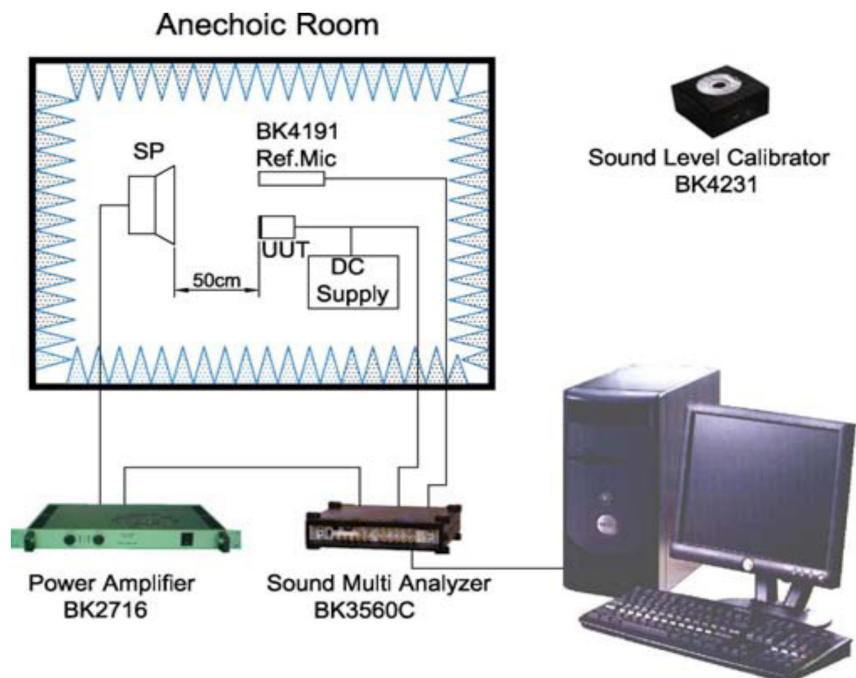 Anechoic Room
BK4191
Ref.Mic
SP
UUT
50cm
DC
Supply
Sound Level Calibrator
BK4231
Power Amplifier
BK2716
Sound Multi Analyzer
BK3560C